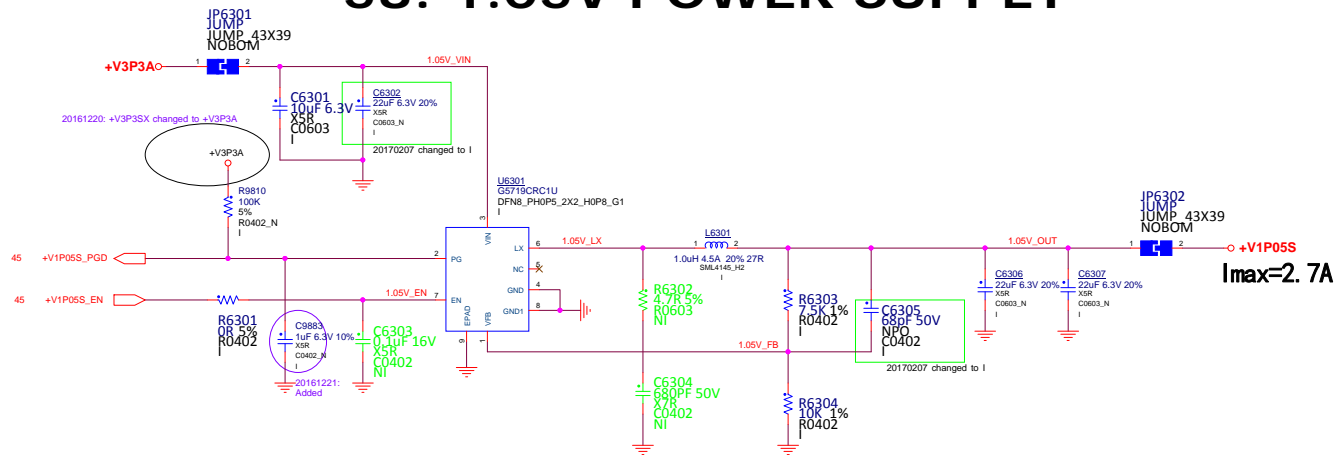 JP6301
JUMP
JUMP_43X39
NOBOM
+V3P3A
1
2
1.05V_VIN
C6301
10uF 6.3V
X5R
C0603
I
C6302
22uF 6.3V 20%
X5R
C0603_N
I
20170207 changed to I
20161220: +V3P3SX changed to +V3P3A
+V3P3A
R9810
100K
5%
R0402_N
I
U6301
G5719CRC1U
DFN8_PH0P5_2X2_H0P8_G1
I
3
VIN
45 +V1P05S_PGD
2
PG
45 +V1P05S_EN
1.05V_EN
7
EN
R6301
0R 5%
R0402
I
C9883
1uF 6.3V 10%
X5R
C0402_N
I
20161221:
Added
C6303
0.1uF 16V
X5R
C0402
NI
EPAD
9
VFB
1
LX
6
NC
5
GND
4
GND1
8
1.05V_LX
L6301
1
2
1.0uH 4.5A 20% 27R
SML4145_H2
I
R6302
4.7R 5%
R0603
NI
C6304
680PF 50V
X7R
C0402
NI
R6303
7.5K 1%
R0402
I
1.05V_FB
R6304
10K 1%
R0402
I
C6305
68pF 50V
NPO
C0402
I
20170207 changed to I
1.05V_OUT
C6306
22uF 6.3V 20%
X5R
C0603_N
I
C6307
22uF 6.3V 20%
X5R
C0603_N
I
JP6302
JUMP
JUMP_43X39
NOBOM
1
2
+V1P05S
Imax=2.7A